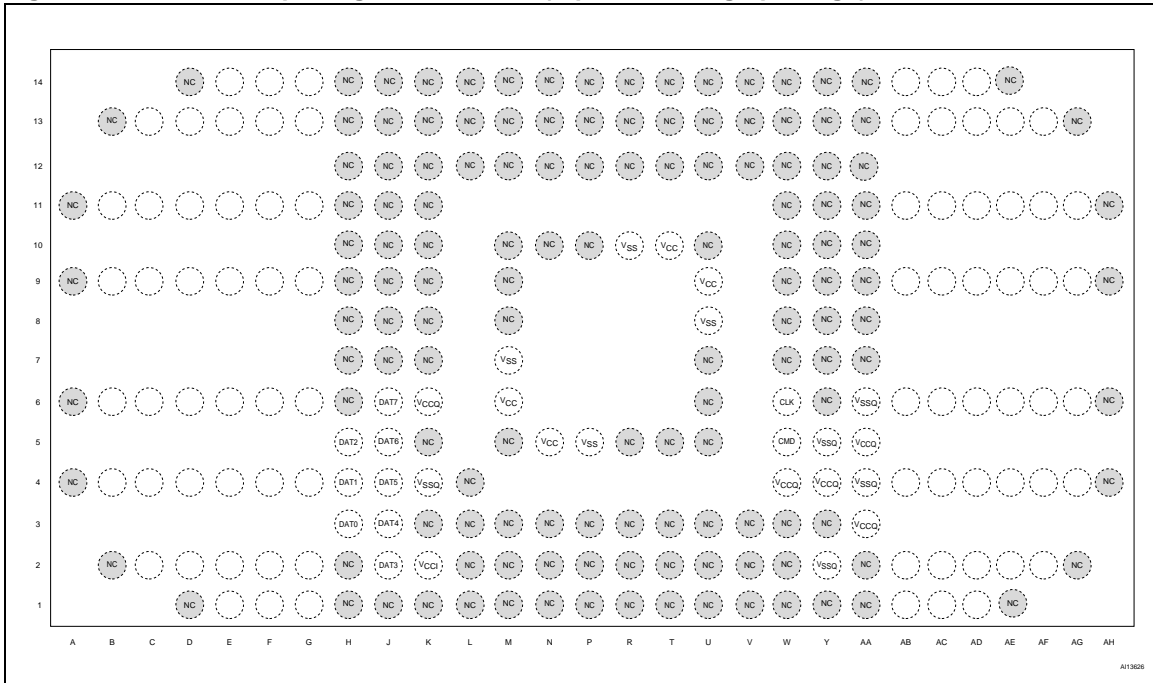 14 NC NC NC NC NC NC NC NC NC NC NC NC NC NC NC NC
13 NC NC NC NC NC NC NC NC NC NC NC NC NC NC NC NC
12 NC NC NC NC NC NC NC NC NC NC NC NC NC NC
11 NC NC NC NC NC NC NC NC
10 NC NC NC NC NC NC VSS VCC NC NC NC NC
9 NC NC NC NC NC VCC NC NC NC NC
8 NC NC NC NC VSS NC NC NC
7 NC NC NC VSS NC NC NC NC
6 NC NC DAT7 VCCQ VCC NC CLK NC VSSQ NC
5 DAT2 DAT6 NC NC VCC VSS NC NC NC CMD VSSQ VCCQ
4 NC DAT1 DAT5 VSSQ NC VCCQ VCCQ VSSQ NC
3 DAT0 DAT4 NC NC NC NC NC NC NC NC NC NC NC VCCQ
2 NC NC DAT3 VCCI NC NC NC NC NC NC NC NC NC VSSQ NC NC
1 NC NC NC NC NC NC NC NC NC NC NC NC NC NC NC NC
A B C D E F G H J K L M N P R T U V W Y AA AB AC AD AE AF AG AH
AI13626